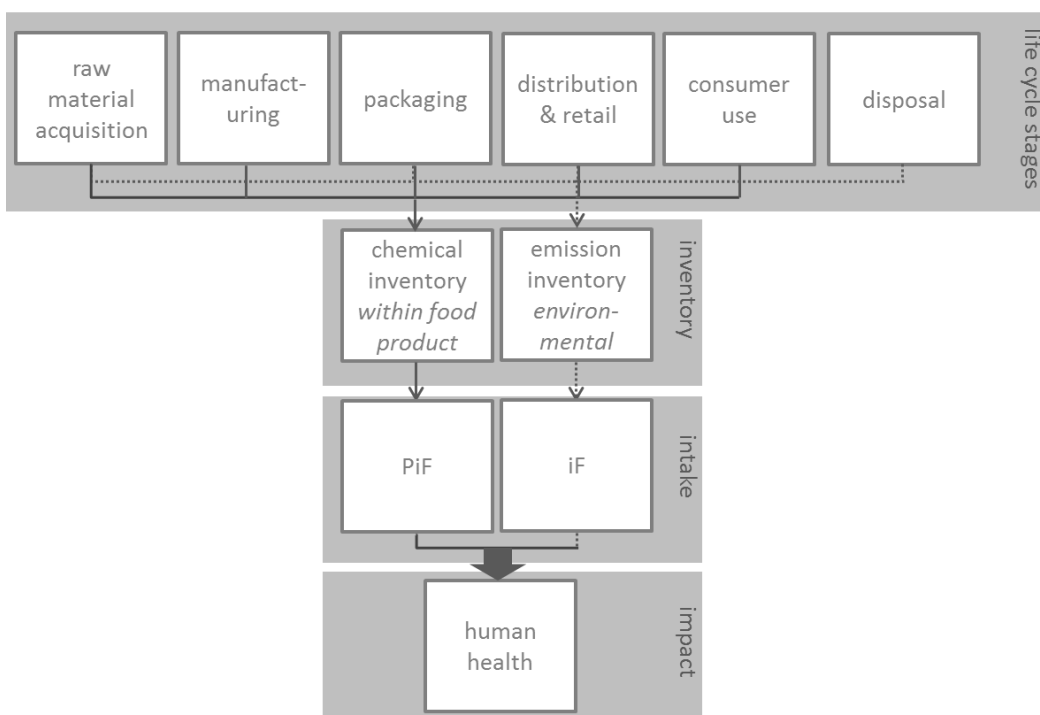 raw
material
acquisition
manufact-
uring
packaging
distribution
& retail
consumer
use
disposal
life cycle stages
chemical
inventory
within food
product
emission
inventory
environ-
mental
inventory
PiF
iF
intake
human
health
impact